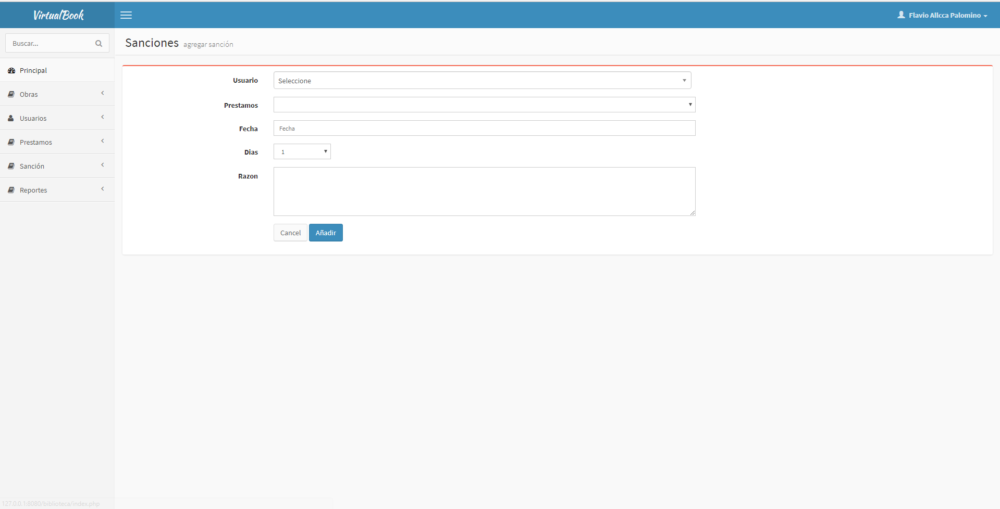 VirtualBook
Flavio Allcca Palomino
Buscar...
Principal
Obras
Usuarios
Prestamos
Sanción
Reportes
Sanciones agregar sanción
Usuario Seleccione
Prestamos
Fecha Fecha
Dias 1
Razon
Cancel Añadir
127.0.0.1:8080/biblioteca/index.php